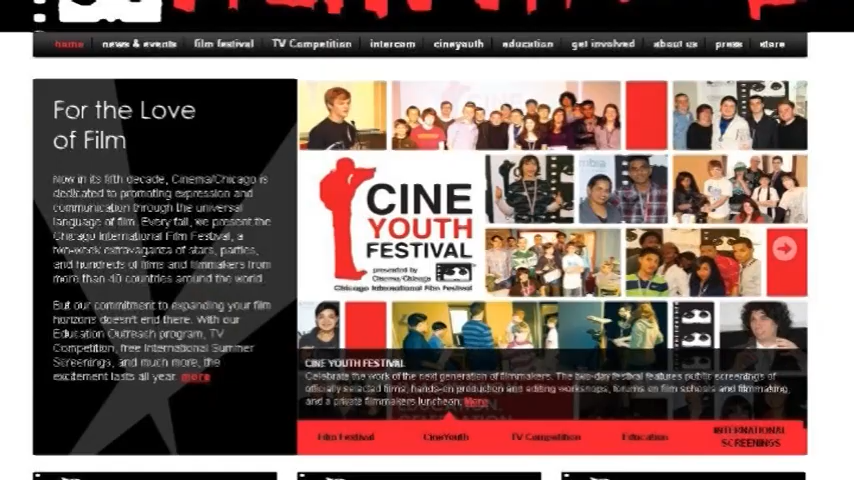 home news & events film festival TV Competition intercom cineyouth education get involved about us press store
For the Love
of Film
Now in its fifth decade, Cinema/Chicago is
dedicated to promoting expression and
communication through the universal
language of film. Every fall, we present the
Chicago International Film Festival, a
two-week extravaganza of stars, parties,
and hundreds of films and filmmakers from
more than 40 countries around the world.
But our commitment to expanding your film
horizons doesn't end there. With our
Education Outreach program, TV
Competition, free International Summer
Screenings, and much more, the
excitement lasts all year. more
CINE
YOUTH
FESTIVAL
presented by
Cinema/Chicago
Chicago International Film Festival
CINE YOUTH FESTIVAL
Celebrate the work of the next generation of filmmakers. The two-day festival features public screenings of
officially selected films, hands-on production and editing workshops, forums on film schools and filmmaking,
and a private filmmakers luncheon. More
Film Festival CineYouth TV Competition Education INTERNATIONAL
SCREENINGS